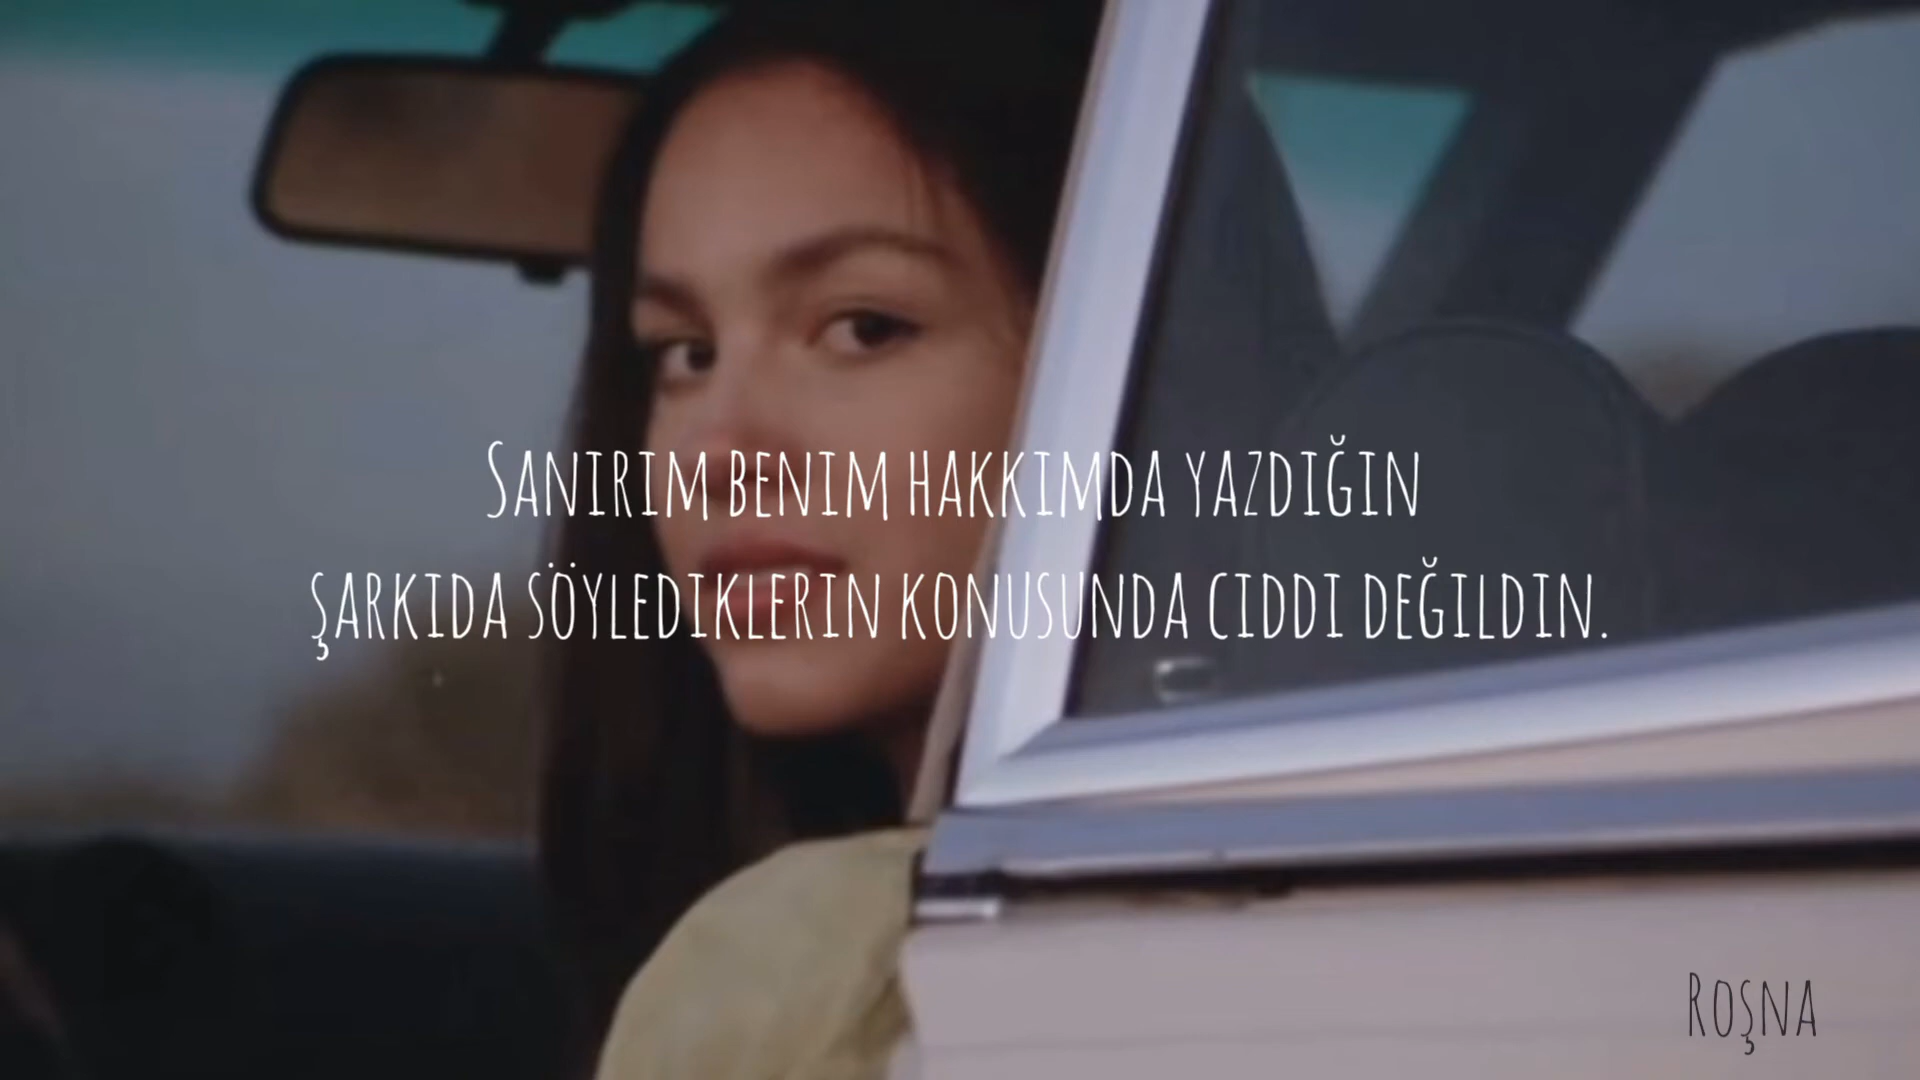 Sanırım benim hakkımda yazdığın
şarkıda söylediklerin konusunda ciddi değildin.
Roşna